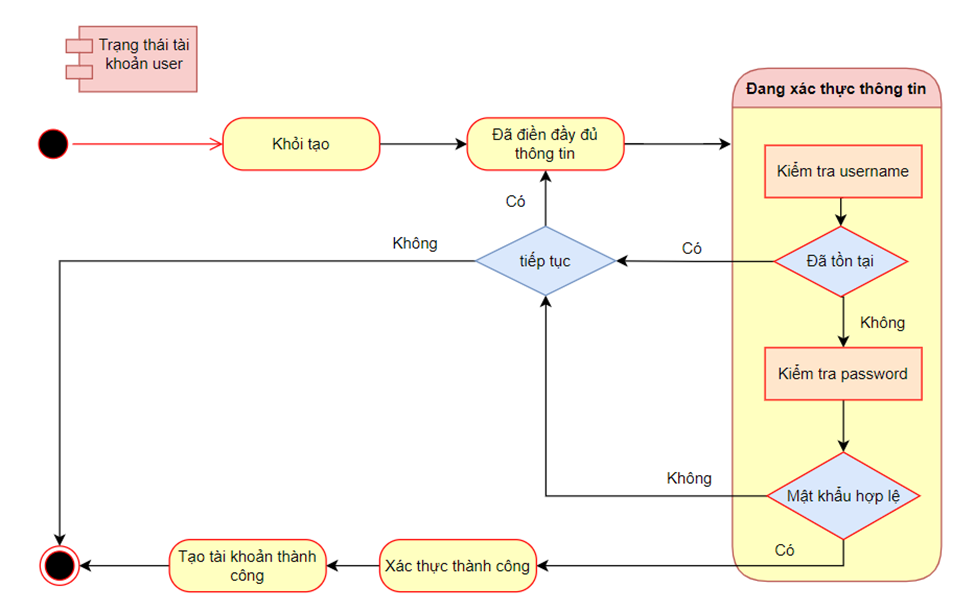 Trạng thái tài
khoản user
Đang xác thực thông tin
Khỏi tạo
Đã điền đầy đủ
thông tin
Kiểm tra username
Có
Không
tiếp tục
Có
Đã tồn tại
Không
Kiểm tra password
Không
Mật khẩu hợp lệ
Có
Tạo tài khoản thành
công
Xác thực thành công